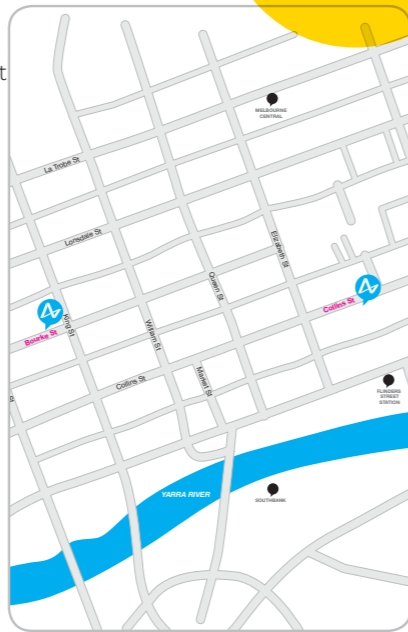 t
MELBOURNE
CENTRAL
La Trobe St
Lonsdale St
Elizabeth St
Queen St
Collins St
Bourke St
King St
William St
Market St
Collins St
FLINDERS
STREET
STATION
YARRA RIVER
SOUTHBANK